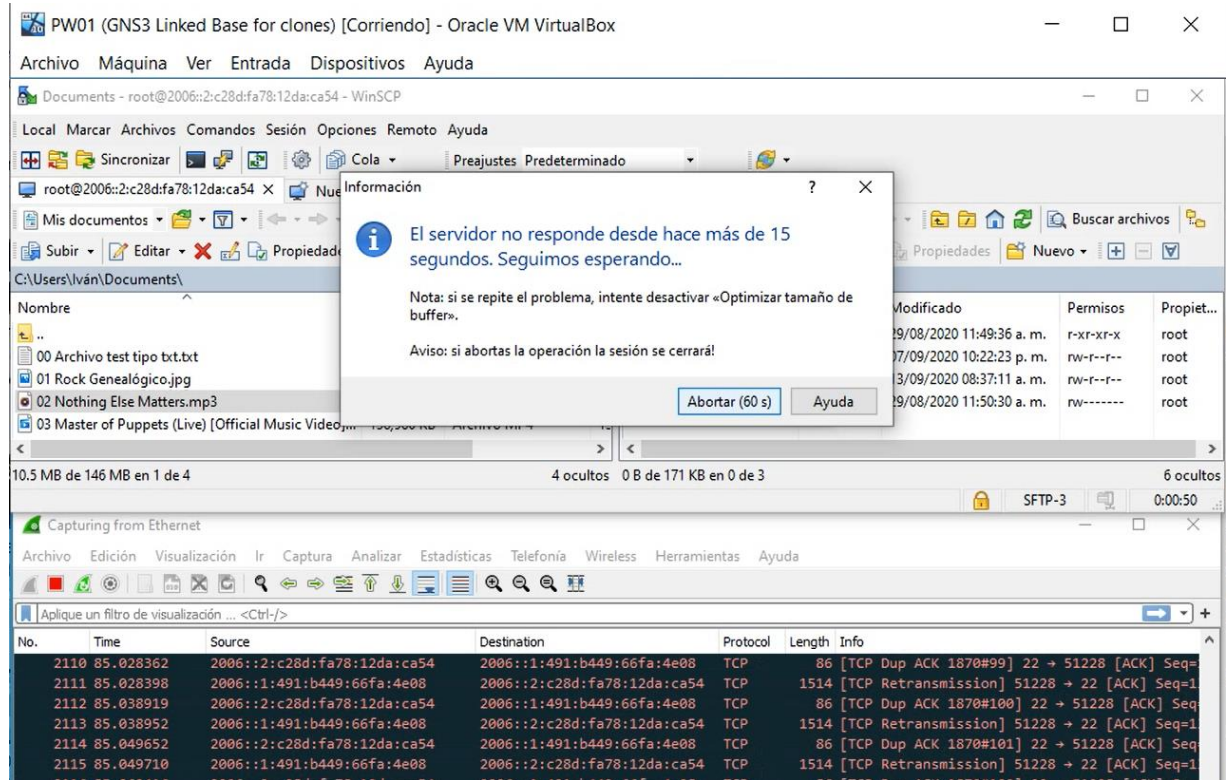 PW01 (GNS3 Linked Base for clones) [Corriendo] - Oracle VM VirtualBox
Archivo Máquina Ver Entrada Dispositivos Ayuda
Documents - root@2006::2:c28d:fa78:12da:ca54 - WinSCP
Local Marcar Archivos Comandos Sesión Opciones Remoto Ayuda
Sincronizar Cola Preajustes Predeterminado
root@2006::2:c28d:fa78:12da:ca54 × Nue
Mis documentos Buscar archivos
Subir Editar Propiedade Propiedades Nuevo
C:\Users\Iván\Documents\
Información ? X
El servidor no responde desde hace más de 15
segundos. Seguimos esperando...
Nota: si se repite el problema, intente desactivar «Optimizar tamaño de
buffer».
Aviso: si abortas la operación la sesión se cerrará!
Abortar (60 s) Ayuda
Nombre Modificado Permisos Propiet...
.. 29/08/2020 11:49:36 a. m. r-xr-xr-x root
00 Archivo test tipo txt.txt 07/09/2020 10:22:23 p. m. rw-r--r-- root
01 Rock Genealógico.jpg 13/09/2020 08:37:11 a. m. rw-r--r-- root
02 Nothing Else Matters.mp3 29/08/2020 11:50:30 a. m. rw------- root
03 Master of Puppets (Live) [Official Music Video]...
10.5 MB de 146 MB en 1 de 4 4 ocultos 0 B de 171 KB en 0 de 3 6 ocultos
SFTP-3 0:00:50
Capturing from Ethernet
Archivo Edición Visualización Ir Captura Analizar Estadísticas Telefonía Wireless Herramientas Ayuda
Aplique un filtro de visualización ... <Ctrl-/>
No. Time Source Destination Protocol Length Info
2110 85.028362 2006::2:c28d:fa78:12da:ca54 2006::1:491:b449:66fa:4e08 TCP 86 [TCP Dup ACK 1870#99] 22 → 51228 [ACK] Seq=
2111 85.028398 2006::1:491:b449:66fa:4e08 2006::2:c28d:fa78:12da:ca54 TCP 1514 [TCP Retransmission] 51228 → 22 [ACK] Seq=1
2112 85.038919 2006::2:c28d:fa78:12da:ca54 2006::1:491:b449:66fa:4e08 TCP 86 [TCP Dup ACK 1870#100] 22 → 51228 [ACK] Seq
2113 85.038952 2006::1:491:b449:66fa:4e08 2006::2:c28d:fa78:12da:ca54 TCP 1514 [TCP Retransmission] 51228 → 22 [ACK] Seq=1
2114 85.049652 2006::2:c28d:fa78:12da:ca54 2006::1:491:b449:66fa:4e08 TCP 86 [TCP Dup ACK 1870#101] 22 → 51228 [ACK] Seq
2115 85.049710 2006::1:491:b449:66fa:4e08 2006::2:c28d:fa78:12da:ca54 TCP 1514 [TCP Retransmission] 51228 → 22 [ACK] Seq=1